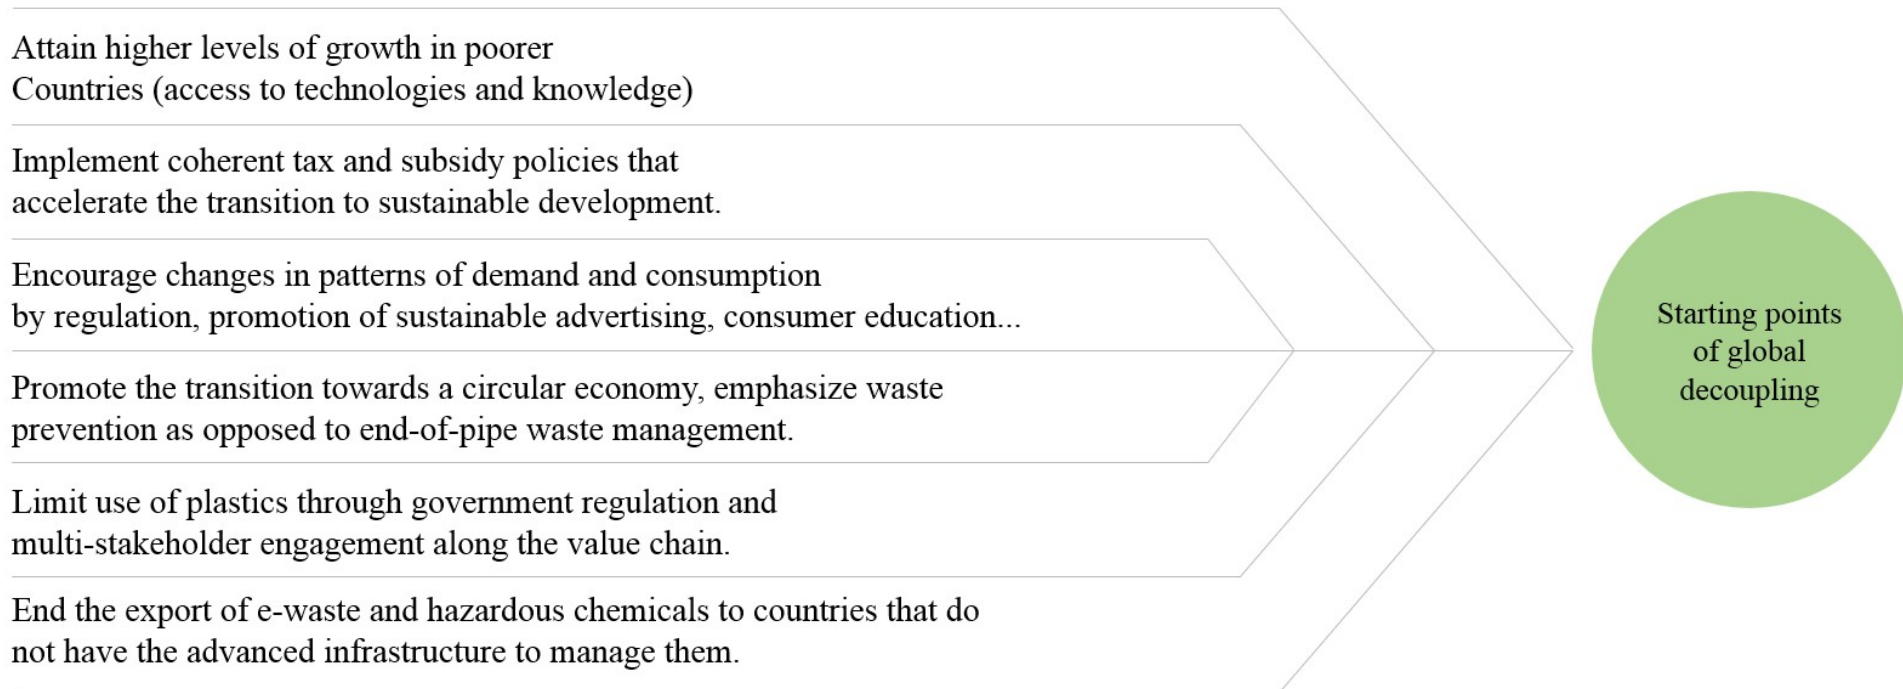 Attain higher levels of growth in poorer
Countries (access to technologies and knowledge)
Implement coherent tax and subsidy policies that
accelerate the transition to sustainable development.
Encourage changes in patterns of demand and consumption
by regulation, promotion of sustainable advertising, consumer education...
Promote the transition towards a circular economy, emphasize waste
prevention as opposed to end-of-pipe waste management.
Limit use of plastics through government regulation and
multi-stakeholder engagement along the value chain.
End the export of e-waste and hazardous chemicals to countries that do
not have the advanced infrastructure to manage them.
Starting points
of global
decoupling